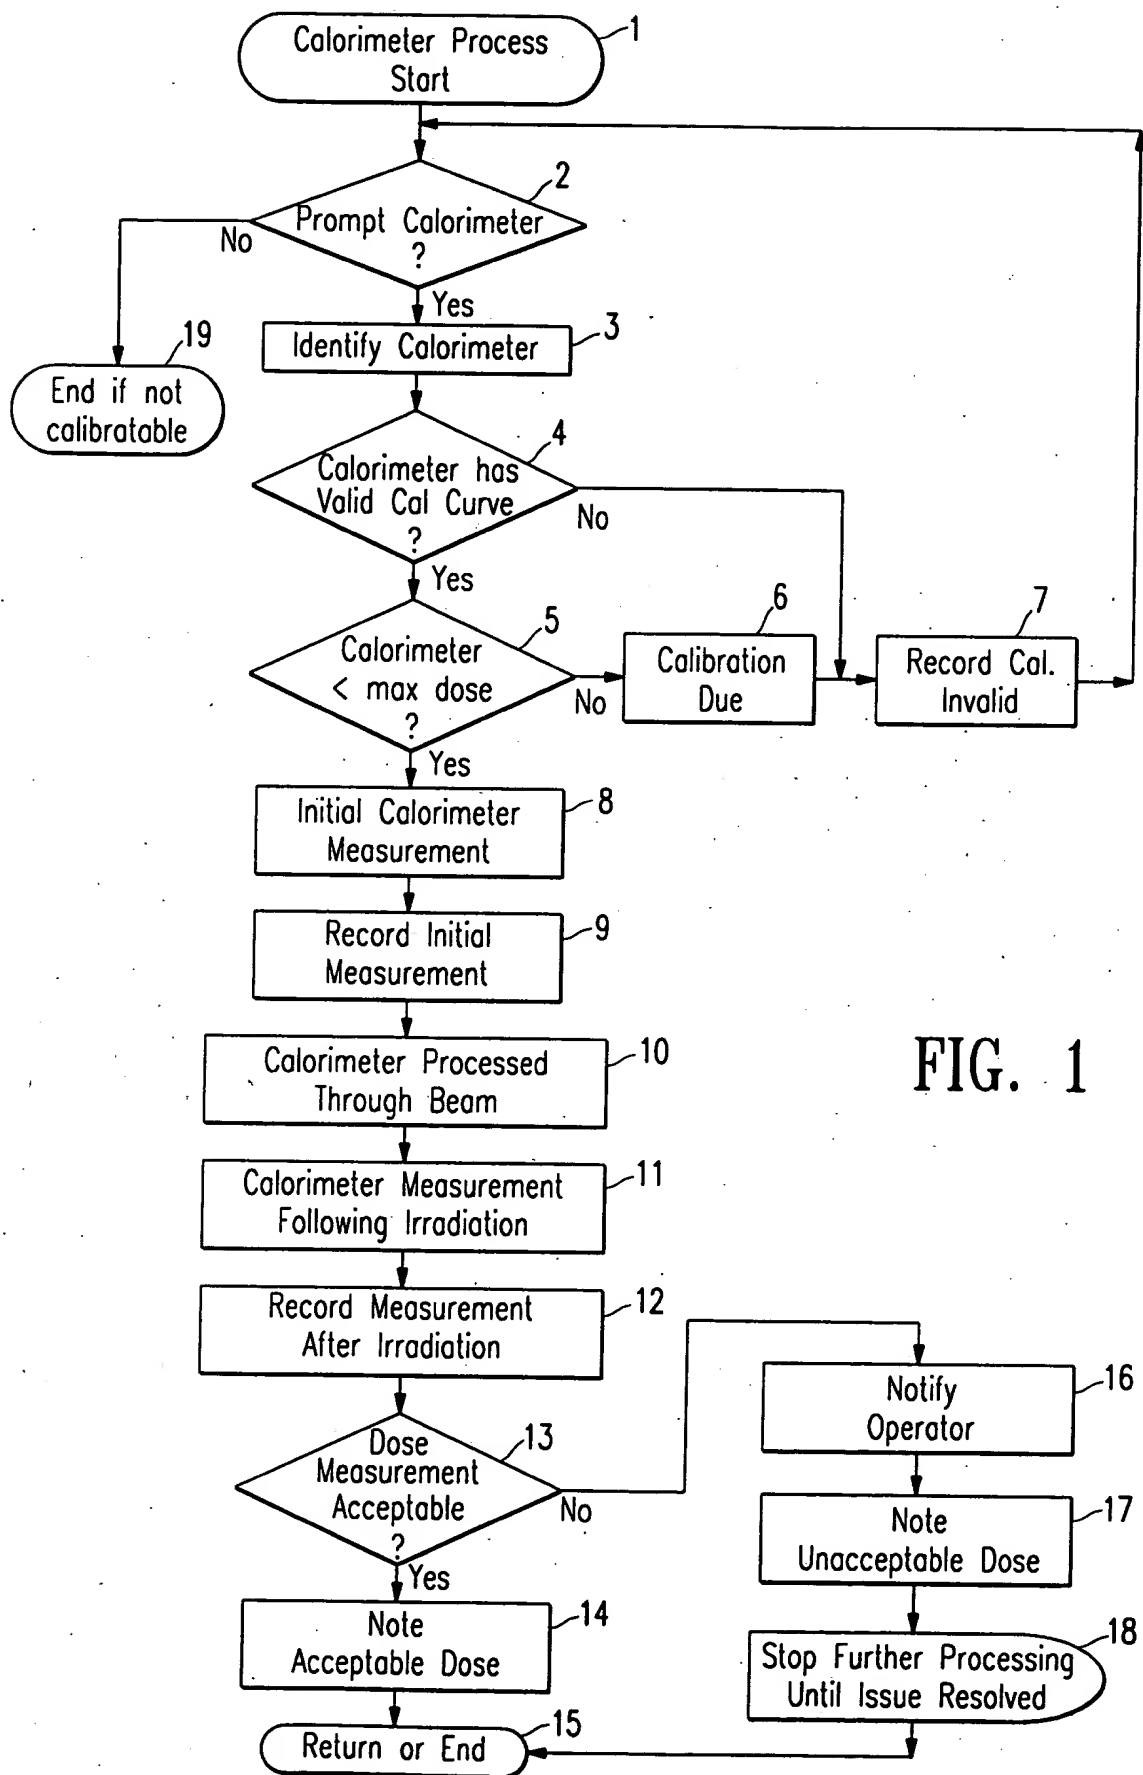 Calorimeter Process
Start
1
2
Prompt Calorimeter
?
No
Yes
19
End if not
calibratable
3
Identify Calorimeter
4
Calorimeter has
Valid Cal Curve
?
No
Yes
5
Calorimeter
< max dose
?
No
Yes
6
Calibration
Due
7
Record Cal.
Invalid
8
Initial Calorimeter
Measurement
9
Record Initial
Measurement
10
Calorimeter Processed
Through Beam
FIG. 1
11
Calorimeter Measurement
Following Irradiation
12
Record Measurement
After Irradiation
13
Dose
Measurement
Acceptable
?
No
Yes
14
Note
Acceptable Dose
15
Return or End
16
Notify
Operator
17
Note
Unacceptable Dose
18
Stop Further Processing
Until Issue Resolved